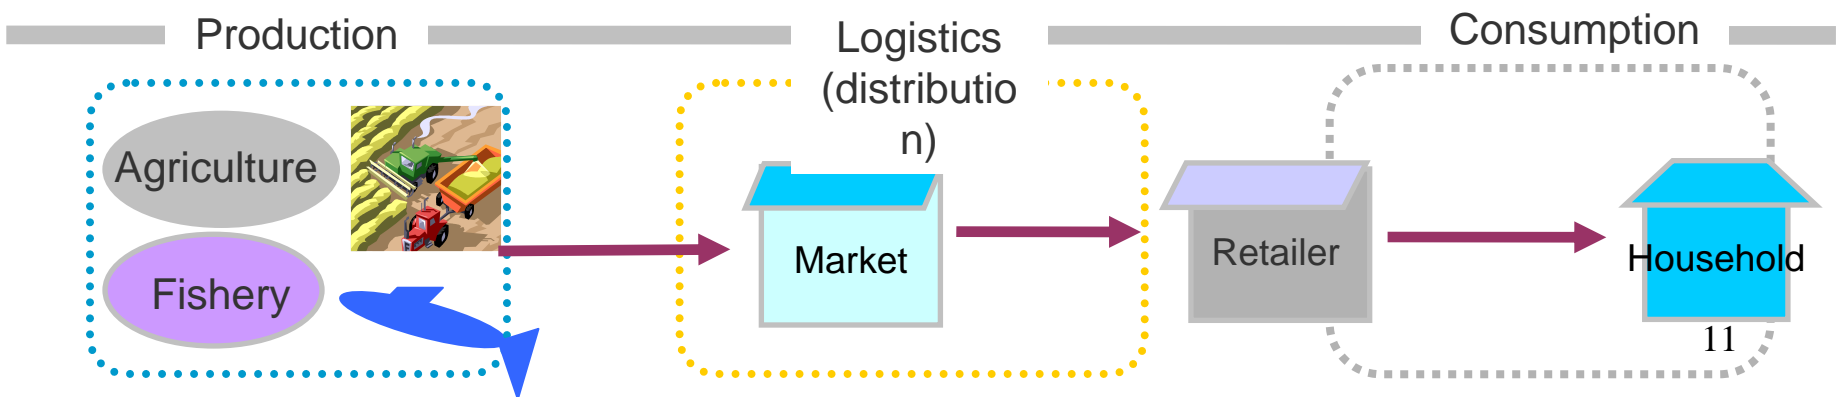 Production
Logistics
(distributio
n)
Consumption
Agriculture
Fishery
Market
Retailer
Household
11